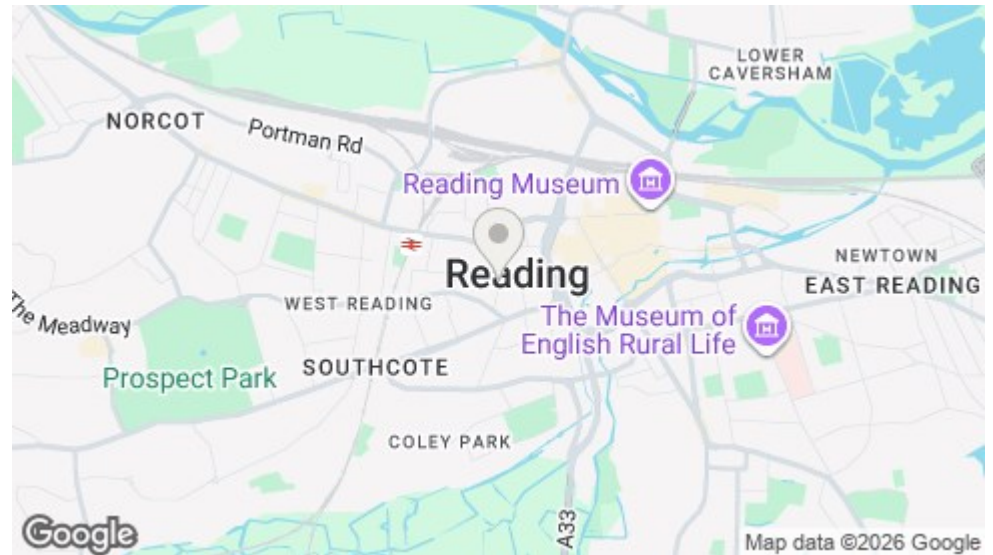 LOWER
CAVERSHAM
NORCOT
Portman Rd
Reading Museum
NEWTOWN
EAST READING
Reading
WEST READING
The Meadway
The Museum of
English Rural Life
SOUTHCOTE
Prospect Park
COLEY PARK
A33
Google
Map data ©2026 Google